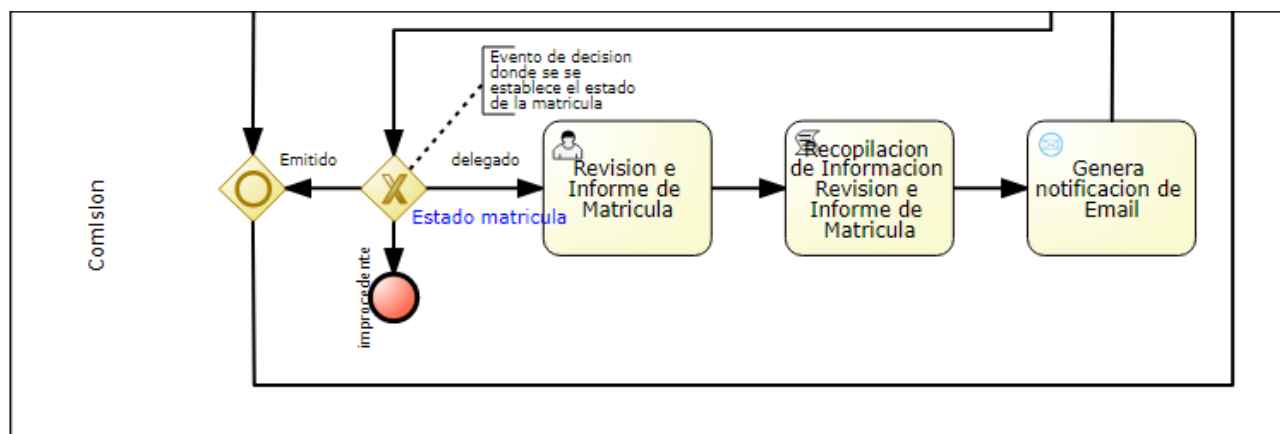 Evento de decision
donde se se
establece el estado
de la matricula
Emitido
delegado
Estado matricula
improcedente
Revision e
Informe de
Matricula
Recopilacion
de Informacion
Revision e
Informe de
Matricula
Genera
notificacion de
Email
Comision